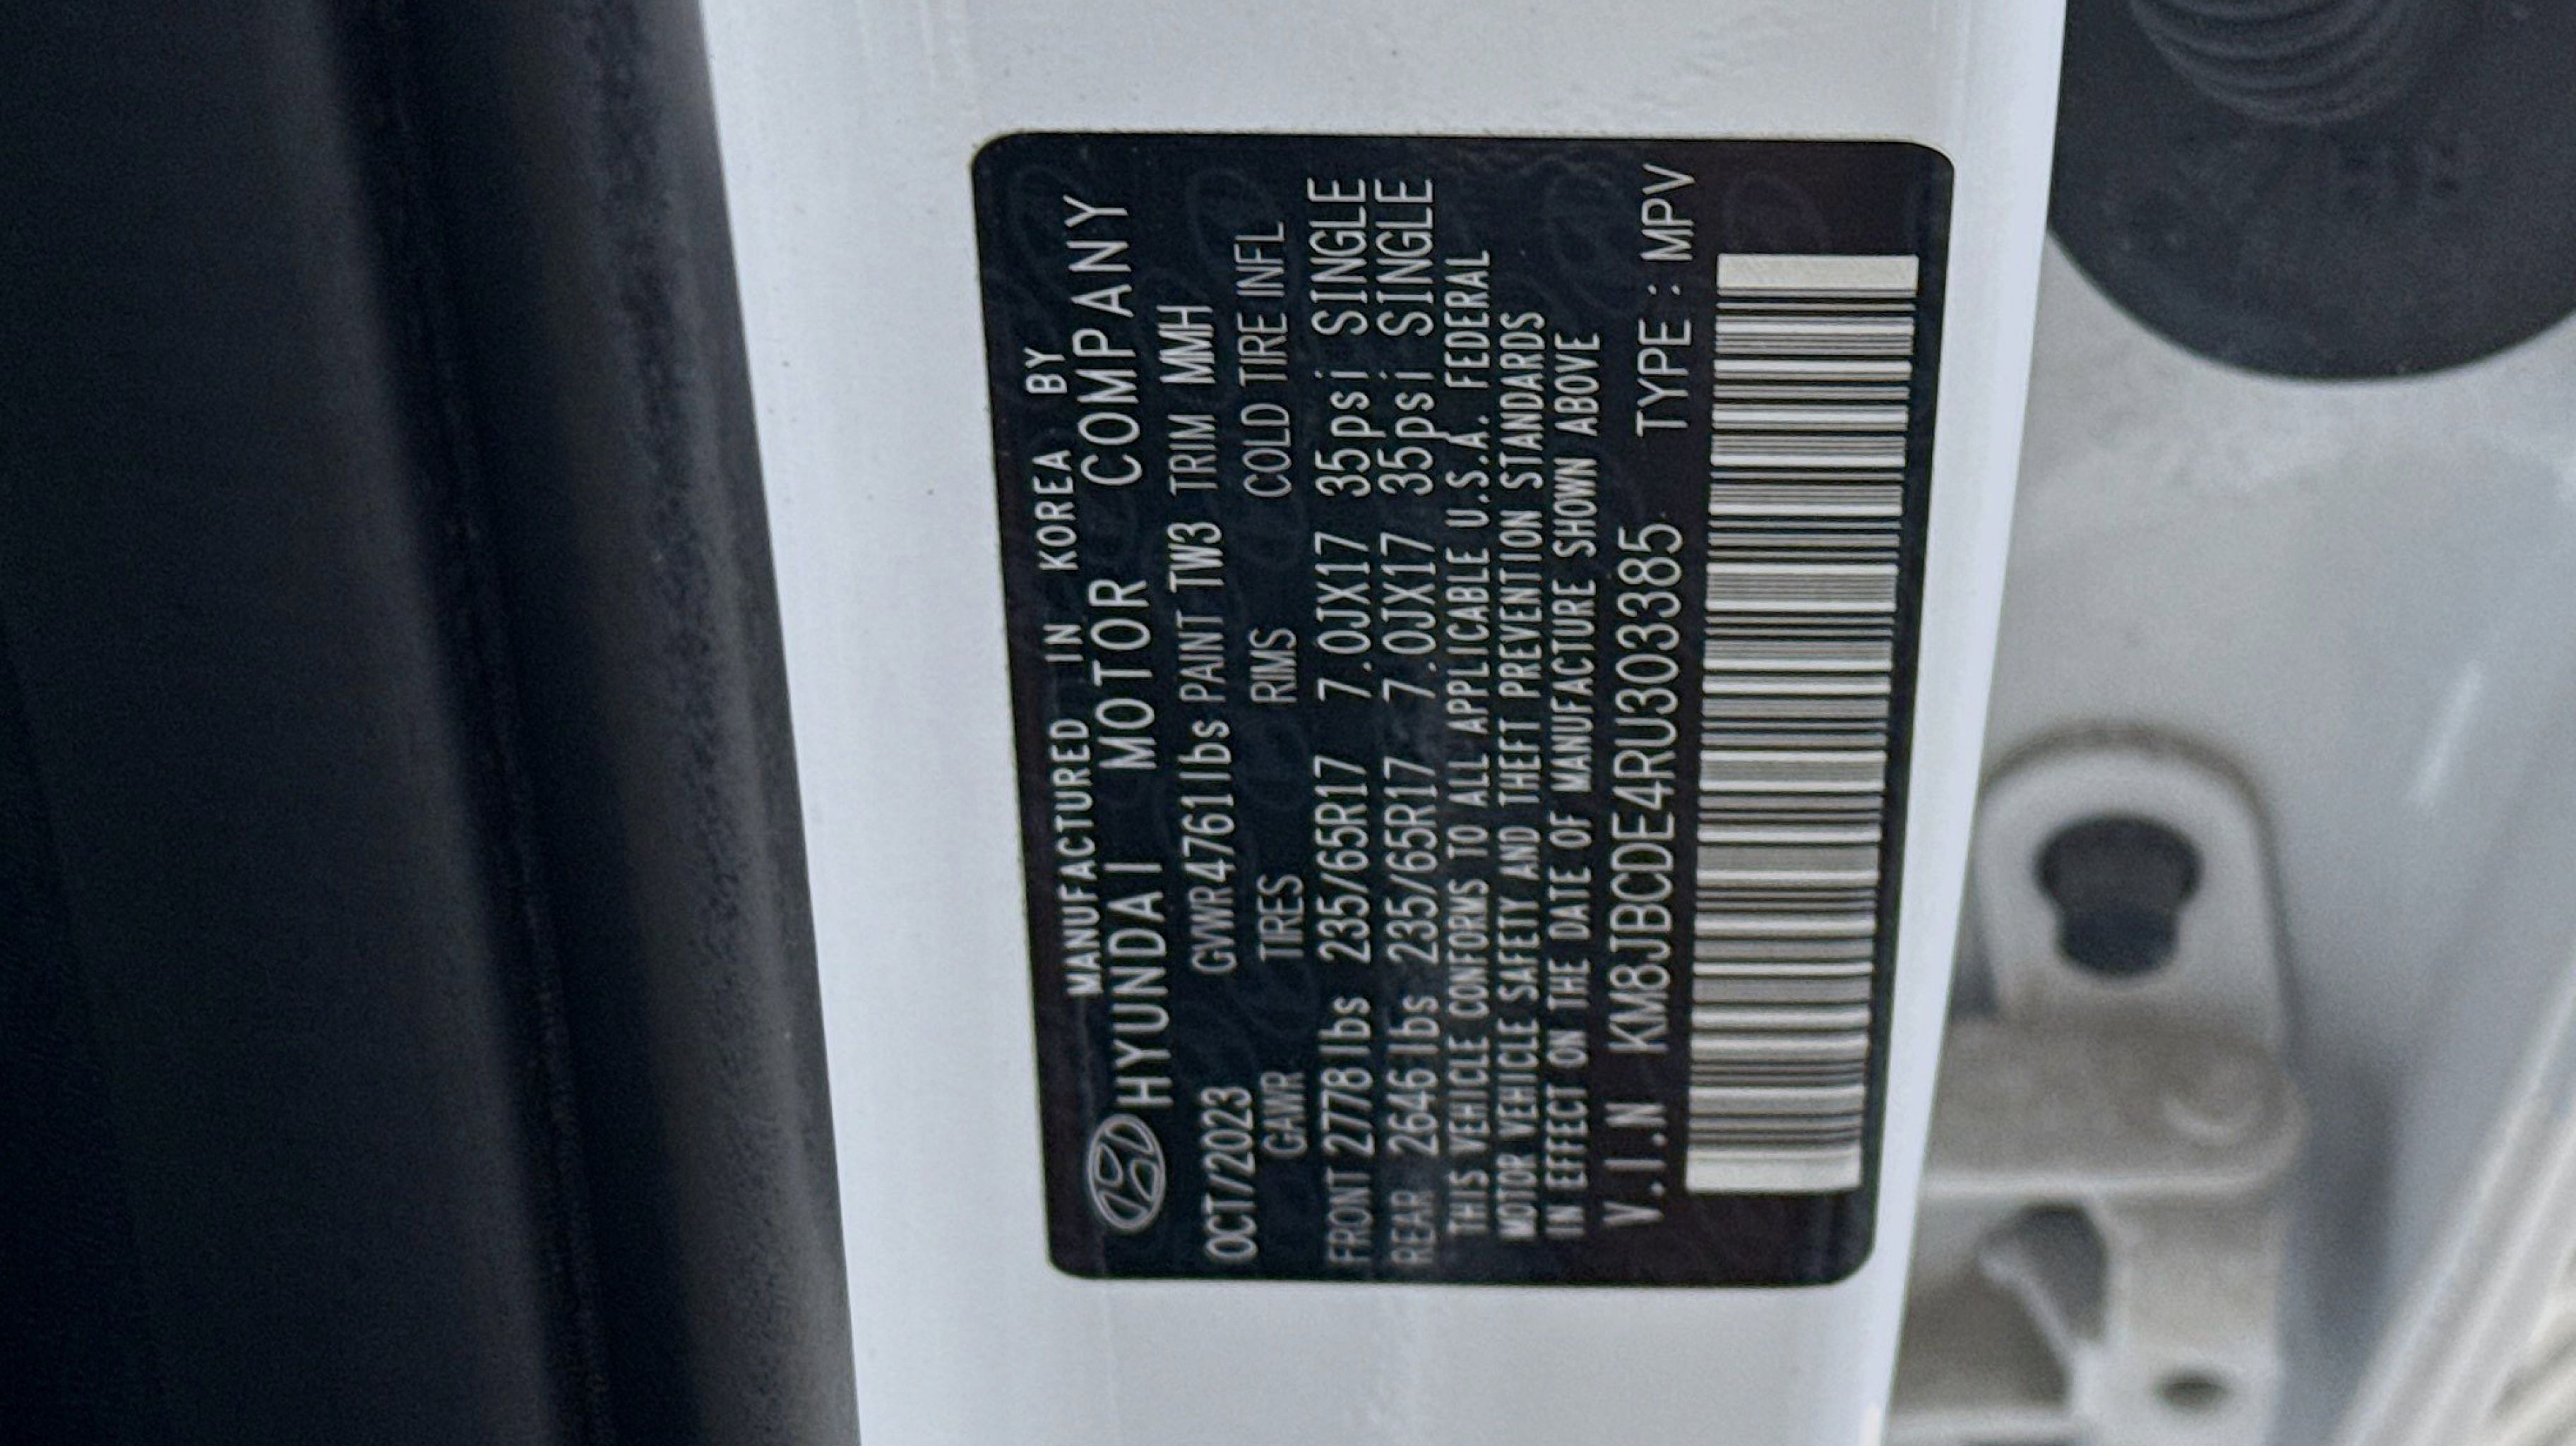 MANUFACTURED IN KOREA BY
HYUNDAI MOTOR COMPANY
OCT/2023 GVWR4761lbs PAINT TW3 TRIM MMH
GAWR TIRES RIMS COLD TIRE INFL
FRONT 2778lbs 235/65R17 7.0JX17 35psi SINGLE
REAR 2646lbs 235/65R17 7.0JX17 35psi SINGLE
THIS VEHICLE CONFORMS TO ALL APPLICABLE U.S.A. FEDERAL
MOTOR VEHICLE SAFETY AND THEFT PREVENTION STANDARDS
IN EFFECT ON THE DATE OF MANUFACTURE SHOWN ABOVE
V.I.N KM8JBCDE4RU303385 TYPE : MPV